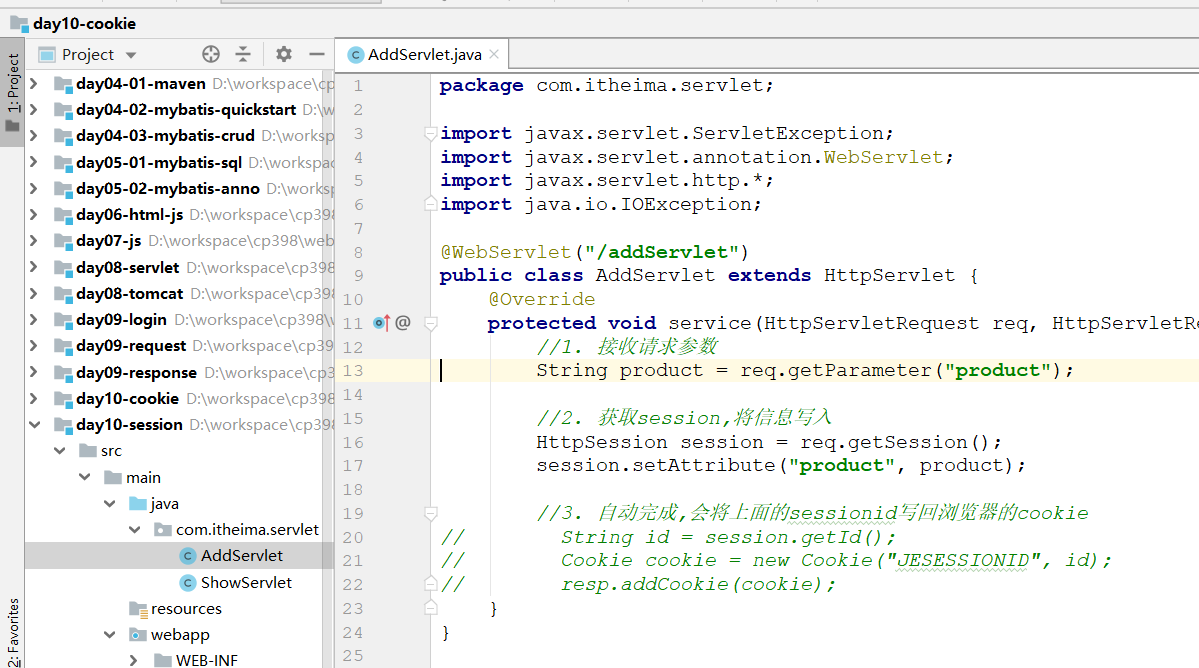 day10-cookie
Project
AddServlet.java
1: Project
2: Favorites
day04-01-maven D:\workspace\cp
day04-02-mybatis-quickstart D:\w
day04-03-mybatis-crud D:\worksp
day05-01-mybatis-sql D:\workspac
day05-02-mybatis-anno D:\works
day06-html-js D:\workspace\cp398
day07-js D:\workspace\cp398\web
day08-servlet D:\workspace\cp398
day08-tomcat D:\workspace\cp398
day09-login D:\workspace\cp398\
day09-request D:\workspace\cp39
day09-response D:\workspace\cp3
day10-cookie D:\workspace\cp398
day10-session D:\workspace\cp39
src
main
java
com.itheima.servlet
AddServlet
ShowServlet
resources
webapp
WEB-INF
1 package com.itheima.servlet;
2
3 import javax.servlet.ServletException;
4 import javax.servlet.annotation.WebServlet;
5 import javax.servlet.http.*;
6 import java.io.IOException;
7
8 @WebServlet("/addServlet")
9 public class AddServlet extends HttpServlet {
10 @Override
11 @ protected void service(HttpServletRequest req, HttpServletRe
12 //1. 接收请求参数
13 String product = req.getParameter("product");
14
15 //2. 获取session,将信息写入
16 HttpSession session = req.getSession();
17 session.setAttribute("product", product);
18
19 //3. 自动完成,会将上面的sessionid写回浏览器的cookie
20 // String id = session.getId();
21 // Cookie cookie = new Cookie("JESESSIONID", id);
22 // resp.addCookie(cookie);
23 }
24 }
25